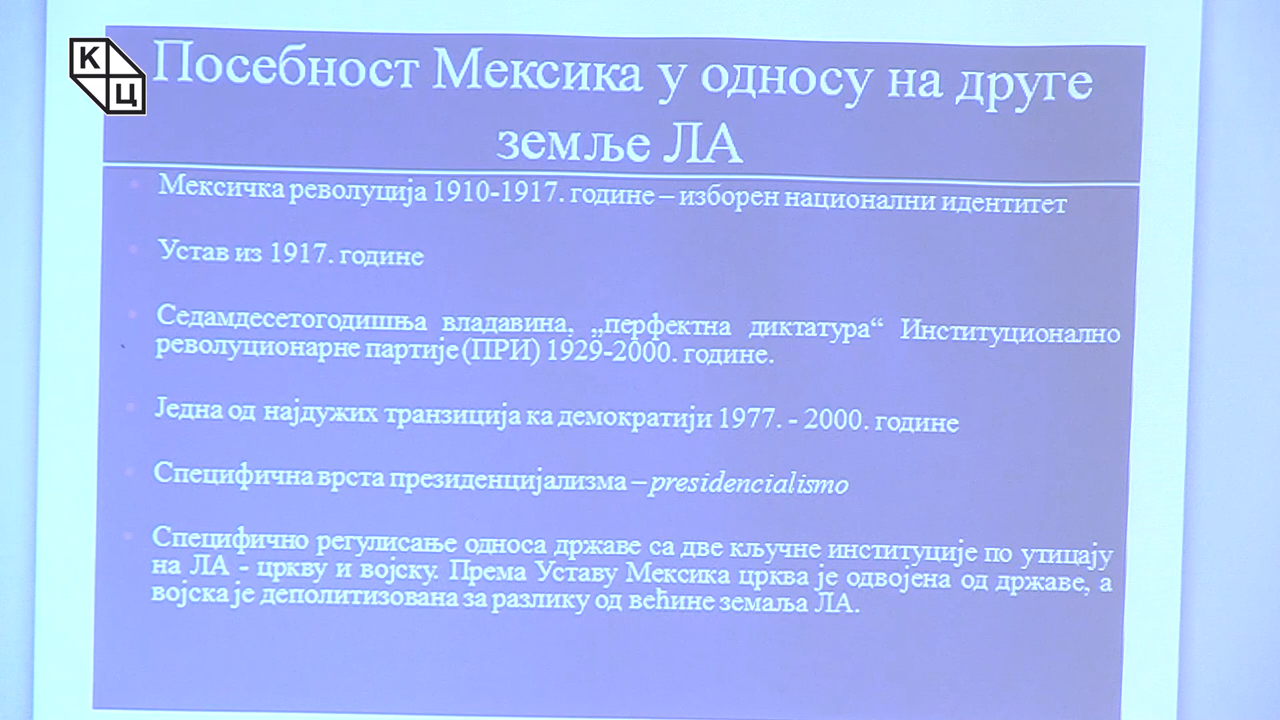 К
Ц
Посебност Мексика у односу на друге
земље ЛА
Мексичка револуција 1910-1917. године – изборен национални идентитет
Устав из 1917. године
Седамдесетогодишња владавина, „перфектна диктатура“ Институционално
револуционарне партије (ПРИ) 1929-2000. године.
Једна од најдужих транзиција ка демократији 1977. - 2000. године
Специфична врста президенцијализма – presidencialismo
Специфично регулисање односа државе са две кључне институције по утицају
на ЛА - цркву и војску. Према Уставу Мексика црква је одвојена од државе, а
војска је деполитизована за разлику од већине земаља ЛА.